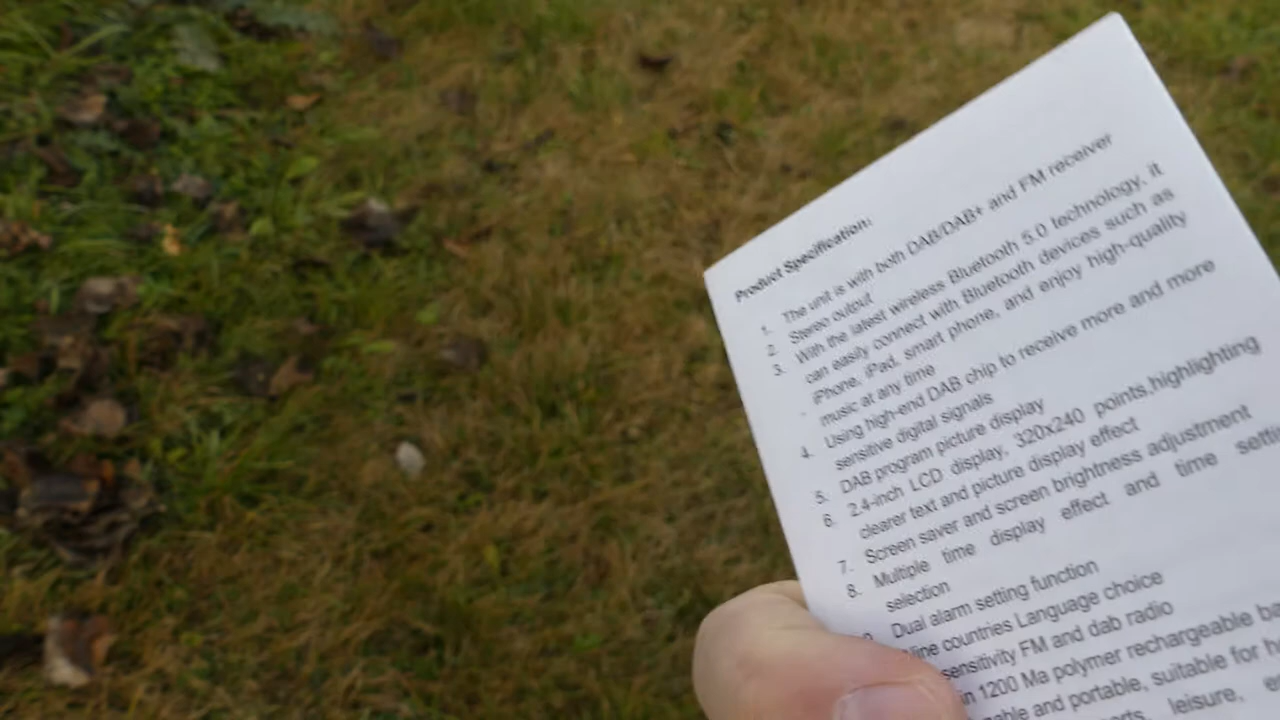 Product Specification:
1. The unit is with both DAB/DAB+ and FM receiver
2. Stereo output
3. With the latest wireless Bluetooth 5.0 technology, it
can easily connect with Bluetooth devices such as
iPhone, iPad, smart phone, and enjoy high-quality
music at any time
4. Using high-end DAB chip to receive more and more
sensitive digital signals
5. DAB program picture display
6. 2.4-inch LCD display, 320x240 points,highlighting
clearer text and picture display effect
7. Screen saver and screen brightness adjustment
8. Multiple time display effect and time
selection
Dual alarm setting function
countries Language choice
sensitivity FM and dab radio
1200 Ma polymer rechargeable
and portable, suitable for
leisure,